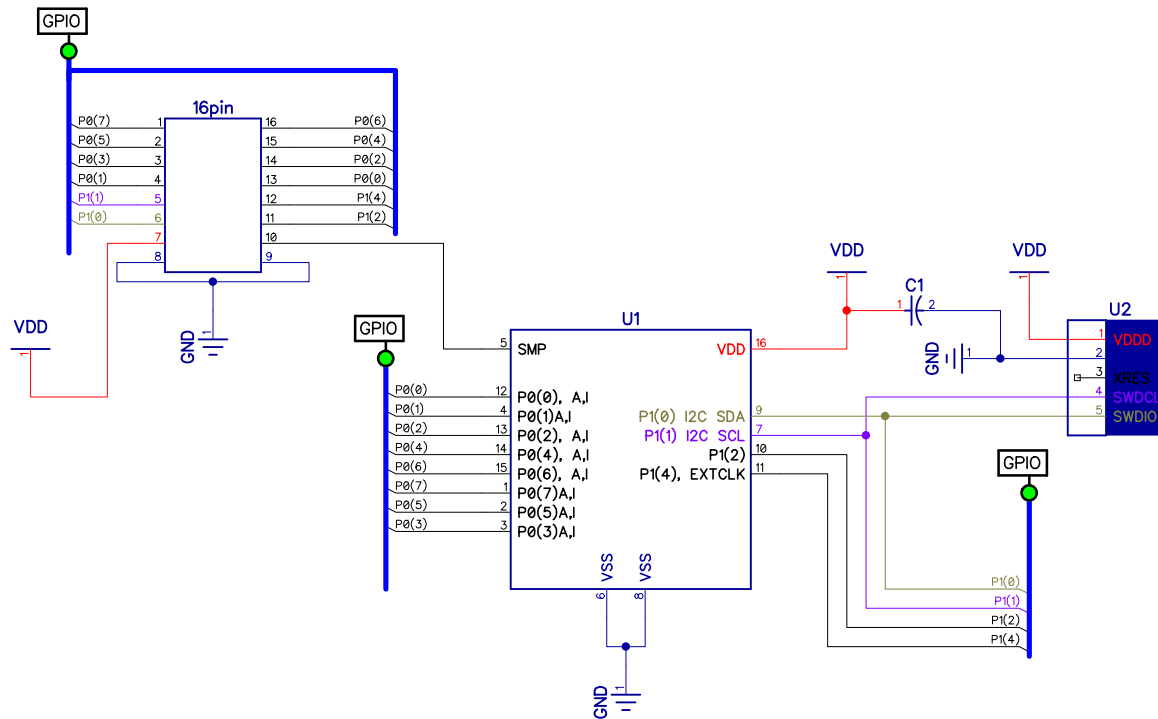 GPIO
16pin
P0(7) 1 16 P0(6)
P0(5) 2 15 P0(4)
P0(3) 3 14 P0(2)
P0(1) 4 13 P0(0)
P1(1) 5 12 P1(4)
P1(0) 6 11 P1(2)
7 10
8 9
GND 1
VDD
1
GPIO
U1
5 SMP
VDD 16
P0(0) 12 P0(0), A,I
P0(1) 4 P0(1)A,I
P0(2) 13 P0(2), A,I
P0(4) 14 P0(4), A,I
P0(6) 15 P0(6), A,I
P0(7) 1 P0(7)A,I
P0(5) 2 P0(5)A,I
P0(3) 3 P0(3)A,I
P1(0) I2C SDA 9
P1(1) I2C SCL 7
P1(2) 10
P1(4), EXTCLK 11
VSS VSS
6 8
GND 1
VDD
1
C1
1 2
GND 1
VDD
1
U2
1 VDDD
2
3 XRES
4 SWDCL
5 SWDIO
GPIO
P1(0)
P1(1)
P1(2)
P1(4)